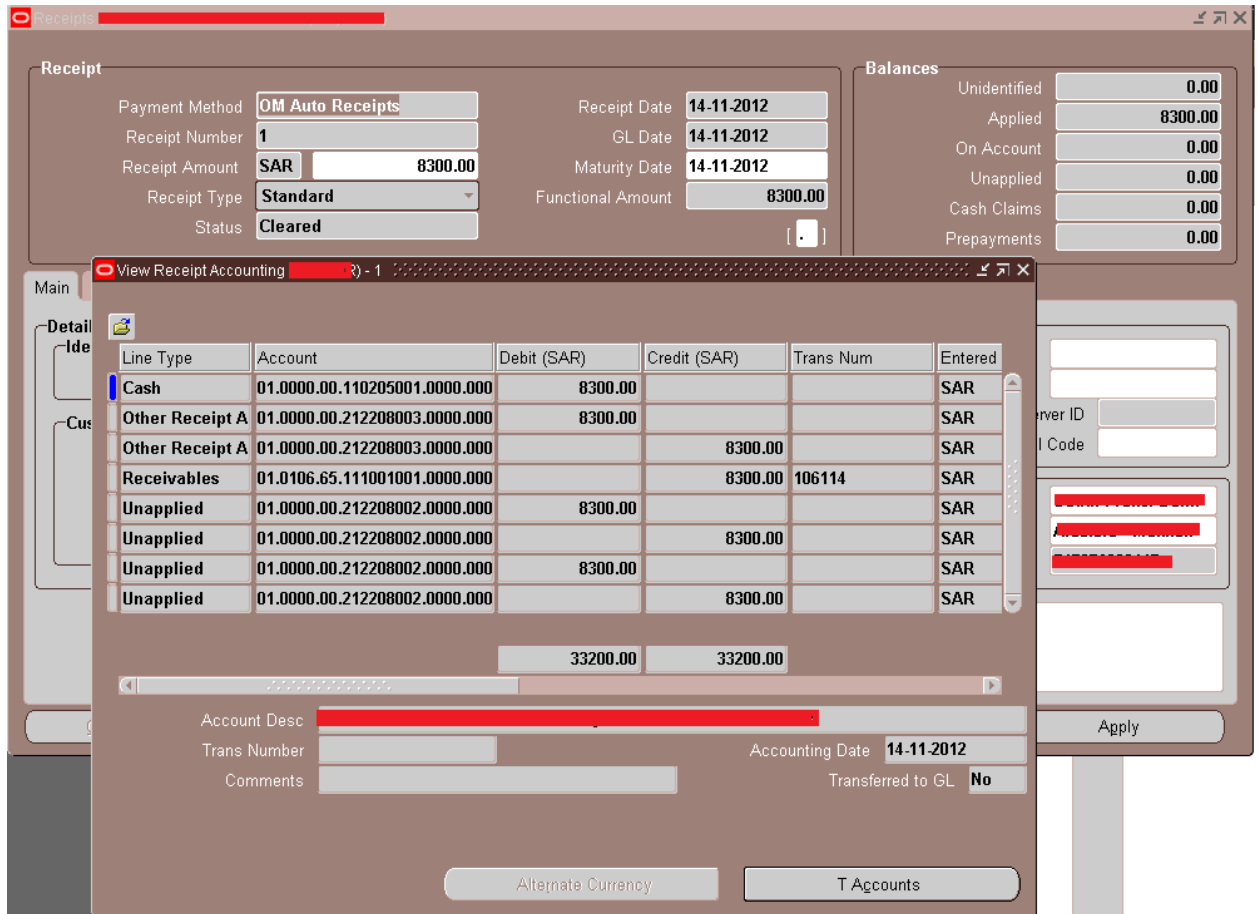 Receipts
Receipt
Payment Method OM Auto Receipts
Receipt Number 1
Receipt Amount SAR 8300.00
Receipt Type Standard
Status Cleared
Receipt Date 14-11-2012
GL Date 14-11-2012
Maturity Date 14-11-2012
Functional Amount 8300.00
[ . ]
Balances
Unidentified 0.00
Applied 8300.00
On Account 0.00
Unapplied 0.00
Cash Claims 0.00
Prepayments 0.00
Main
View Receipt Accounting R) - 1
Line Type Account Debit (SAR) Credit (SAR) Trans Num Entered
Cash 01.0000.00.110205001.0000.000 8300.00 SAR
Other Receipt A 01.0000.00.212208003.0000.000 8300.00 SAR
Other Receipt A 01.0000.00.212208003.0000.000 8300.00 SAR
Receivables 01.0106.65.111001001.0000.000 8300.00 106114 SAR
Unapplied 01.0000.00.212208002.0000.000 8300.00 SAR
Unapplied 01.0000.00.212208002.0000.000 8300.00 SAR
Unapplied 01.0000.00.212208002.0000.000 8300.00 SAR
Unapplied 01.0000.00.212208002.0000.000 8300.00 SAR
33200.00 33200.00
Account Desc
Trans Number
Accounting Date 14-11-2012
Comments
Transferred to GL No
Alternate Currency
T Accounts
Detail
Ide
Cus
erver ID
l Code
Apply